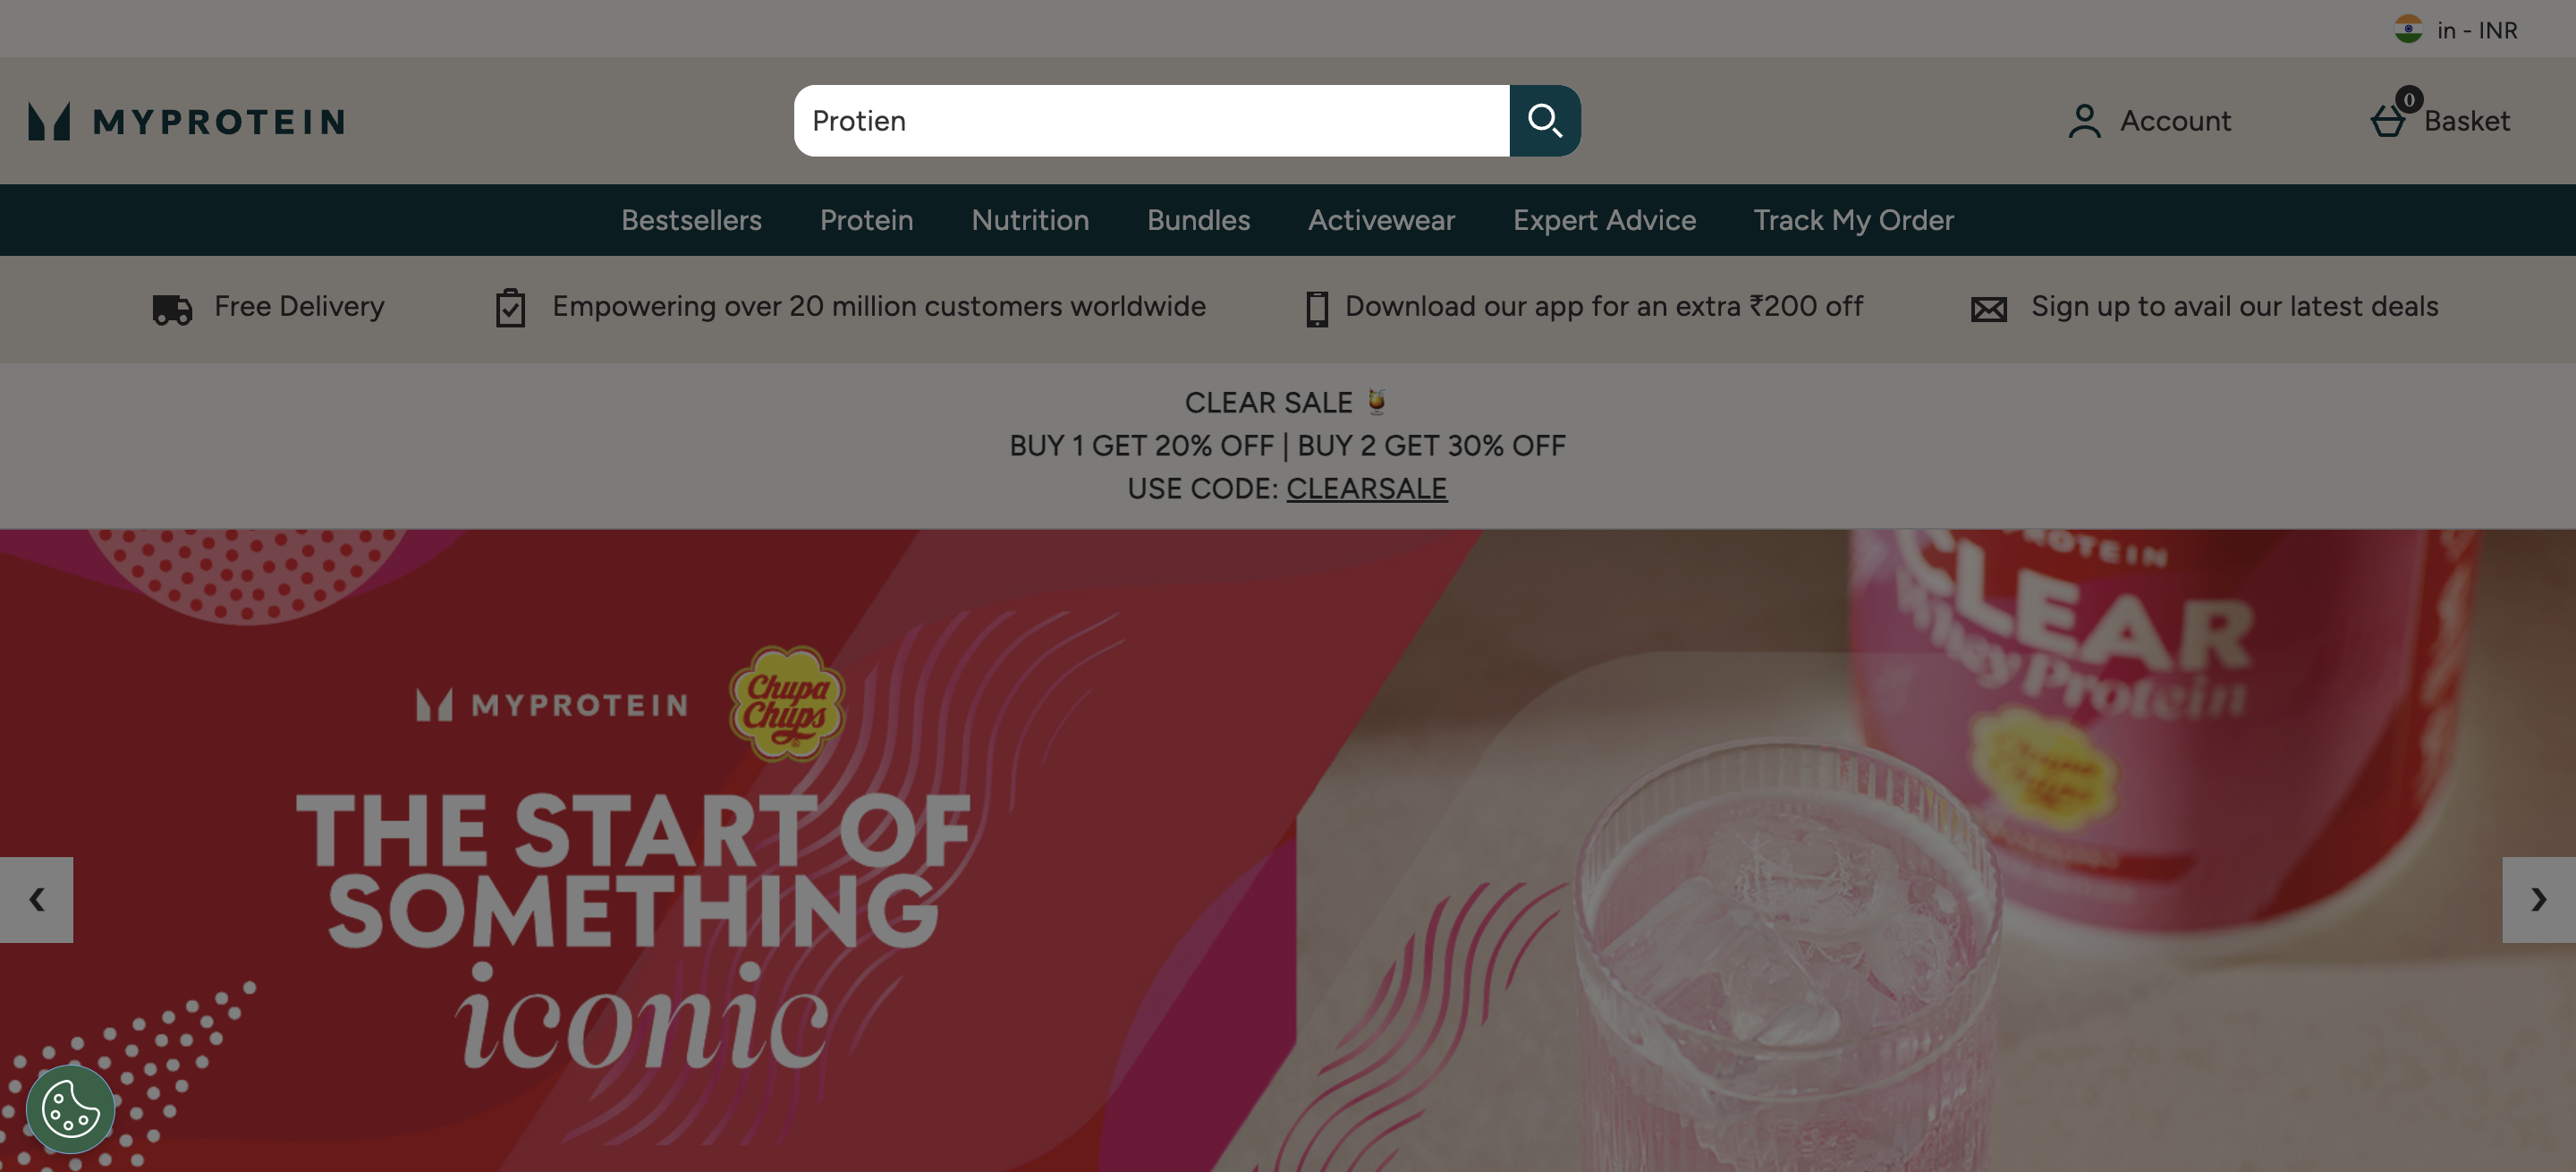 in - INR
MYPROTEIN
Protien
Account
0
Basket
Bestsellers Protein Nutrition Bundles Activewear Expert Advice Track My Order
Free Delivery
Empowering over 20 million customers worldwide
Download our app for an extra ₹200 off
Sign up to avail our latest deals
CLEAR SALE 🍹
BUY 1 GET 20% OFF | BUY 2 GET 30% OFF
USE CODE: CLEARSALE
MYPROTEIN
Chupa
Chups
THE START OF
SOMETHING
iconic
CLEAR
Whey Protein